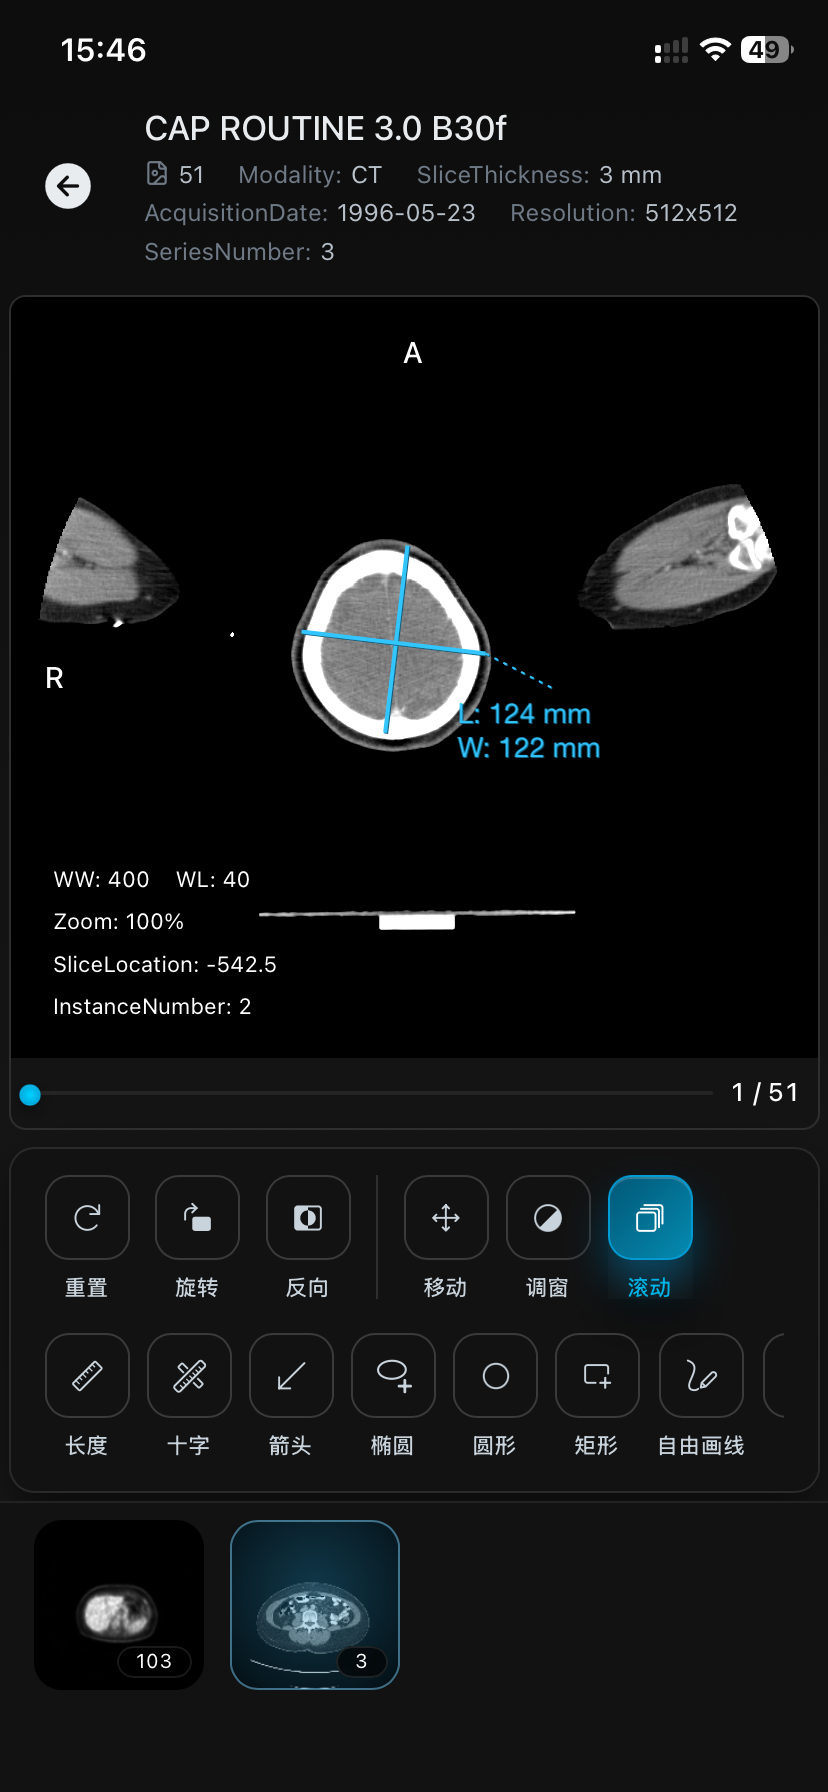 15:46
49
CAP ROUTINE 3.0 B30f
51 Modality: CT SliceThickness: 3 mm
AcquisitionDate: 1996-05-23 Resolution: 512x512
SeriesNumber: 3
A
R
L: 124 mm
W: 122 mm
WW: 400 WL: 40
Zoom: 100%
SliceLocation: -542.5
InstanceNumber: 2
1 / 51
重置 旋转 反向 移动 调窗 滚动
长度 十字 箭头 椭圆 圆形 矩形 自由画线
103 3